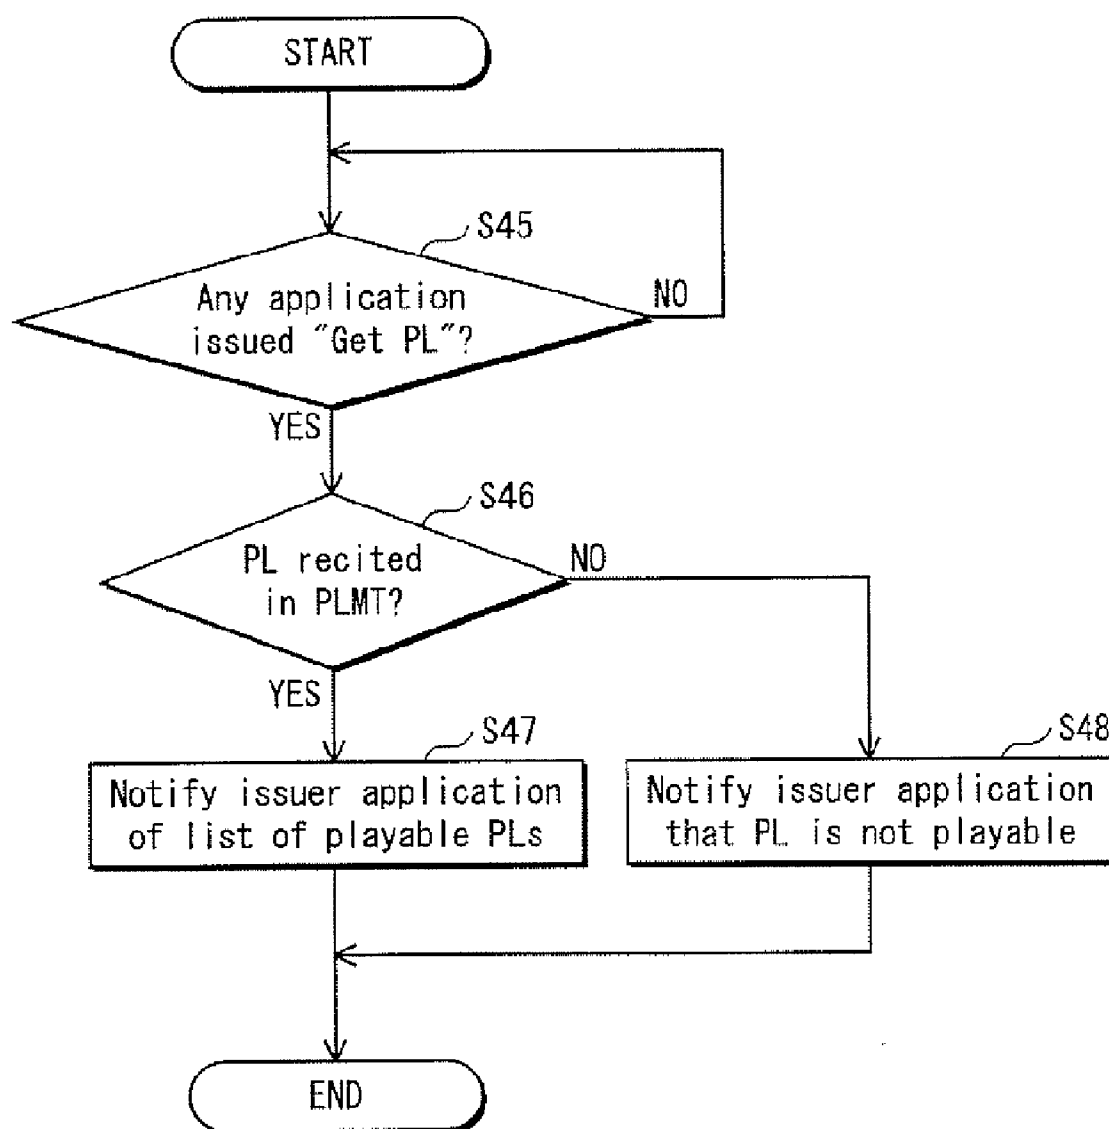 START
S45
Any application
issued "Get PL"?
NO
YES
S46
PL recited
in PLMT?
NO
YES
S47
Notify issuer application
of list of playable PLs
S48
Notify issuer application
that PL is not playable
END